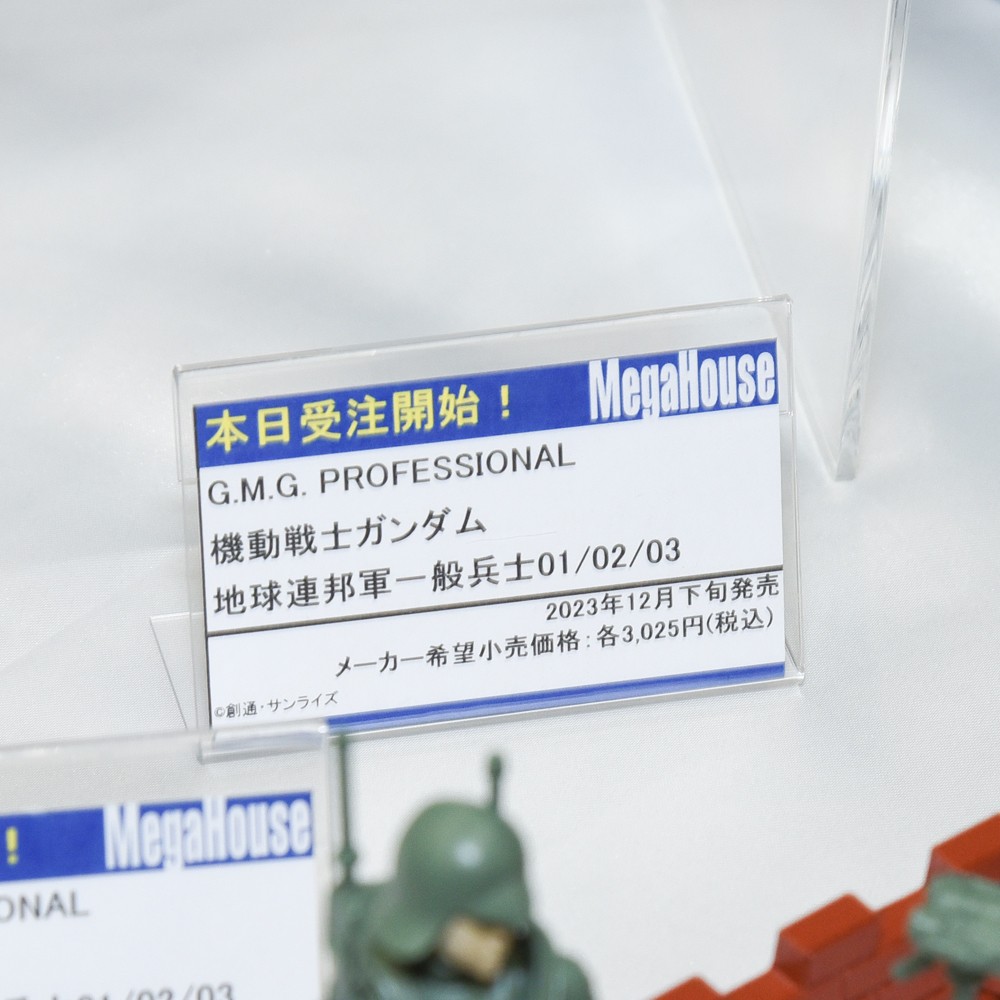 本日受注開始！ MegaHouse
G.M.G. PROFESSIONAL
機動戦士ガンダム
地球連邦軍一般兵士01/02/03
2023年12月下旬発売
メーカー希望小売価格：各3,025円(税込)
©創通・サンライズ
！ MegaHouse
ONAL
01/02/03